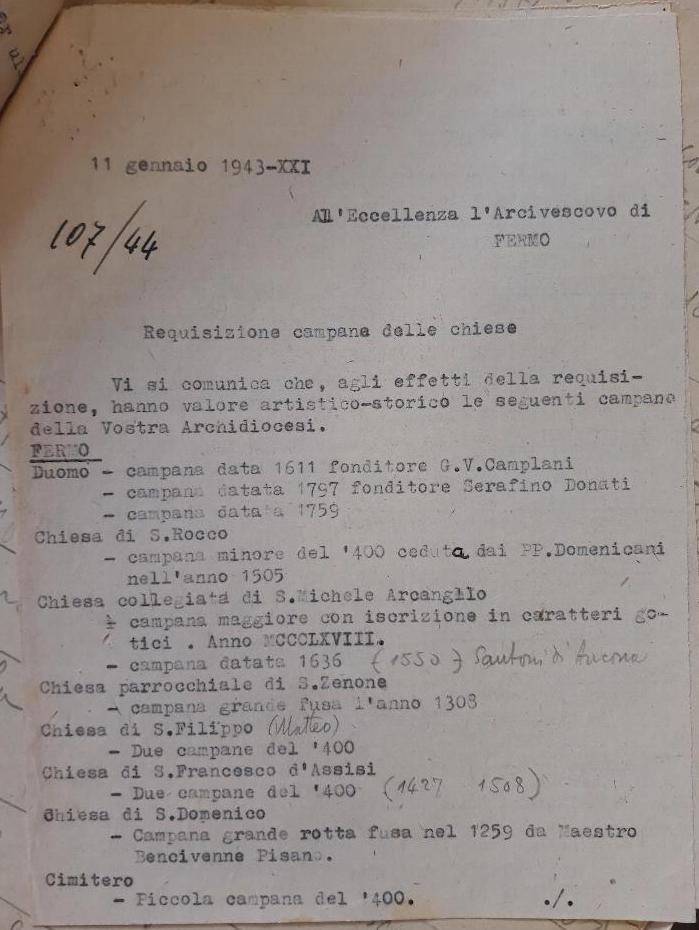 11 gennaio 1943-XXI
All'Eccellenza l'Arcivescovo di
107/44
FERMO
Requisizione campane delle chiese
Vi si comunica che, agli effetti della requisi-
zione, hanno valore artistico-storico le seguenti campane
della Vostra Archidiocesi.
FERMO
Duomo - campana data 1611 fonditore G.V.Camplani
- campana datata 1797 fonditore Serafino Donati
- campana datata 1759
Chiesa di S.Rocco
- campana minore del '400 ceduta dai PP.Domenicani
nell'anno 1505
Chiesa collegiata di S.Michele Arcangllo
- campana maggiore con iscrizione in caratteri go-
tici . Anno MCCCLXVIII.
- campana datata 1636 (1550) Santoni d'Ancona
Chiesa parrocchiale di S.Zenone
- campana grande fusa l'anno 1308
Chiesa di S.Filippo (Matteo)
- Due campane del '400
Chiesa di S.Francesco d'Assisi
- Due campane del '400 (1427 1508)
Chiesa di S.Domenico
- Campana grande rotta fusa nel 1259 da Maestro
Bencivenne Pisano.
Cimitero
- Piccola campana del '400. ./.